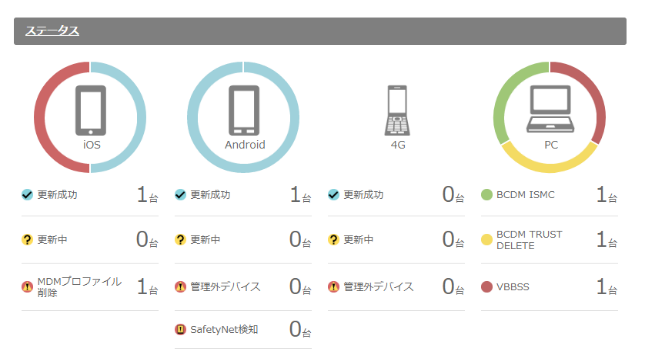 ステータス
iOS
Android
4G
PC
更新成功 1台
更新成功 1台
更新成功 0台
BCDM ISMC 1台
更新中 0台
更新中 0台
更新中 0台
BCDM TRUST
DELETE 1台
MDMプロファイル
削除 1台
管理外デバイス 0台
管理外デバイス 0台
VBBSS 1台
SafetyNet検知 0台